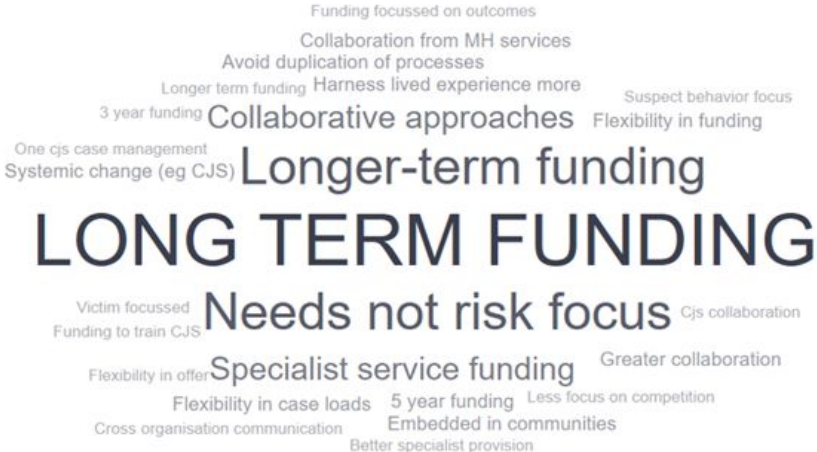 Funding focussed on outcomes
Collaboration from MH services
Avoid duplication of processes
Longer term funding Harness lived experience more
Suspect behavior focus
3 year funding Collaborative approaches Flexibility in funding
One cjs case management
Systemic change (eg CJS) Longer-term funding
LONG TERM FUNDING
Victim focussed Needs not risk focus Cjs collaboration
Funding to train CJS
Flexibility in offer Specialist service funding Greater collaboration
Flexibility in case loads 5 year funding Less focus on competition
Cross organisation communication Embedded in communities
Better specialist provision